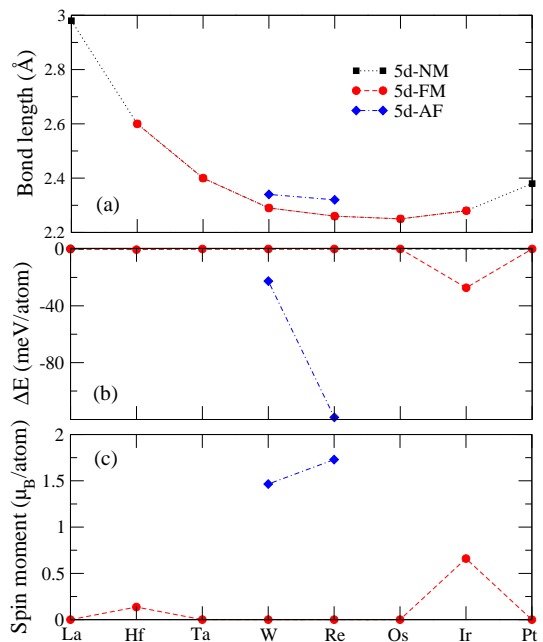 3
2.8
2.6
2.4
2.2
Bond length (Å)
5d-NM
5d-FM
5d-AF
(a)
0
-40
-80
ΔE (meV/atom)
(b)
2
1.5
1
0.5
0
Spin moment (μB/atom)
(c)
La Hf Ta W Re Os Ir Pt